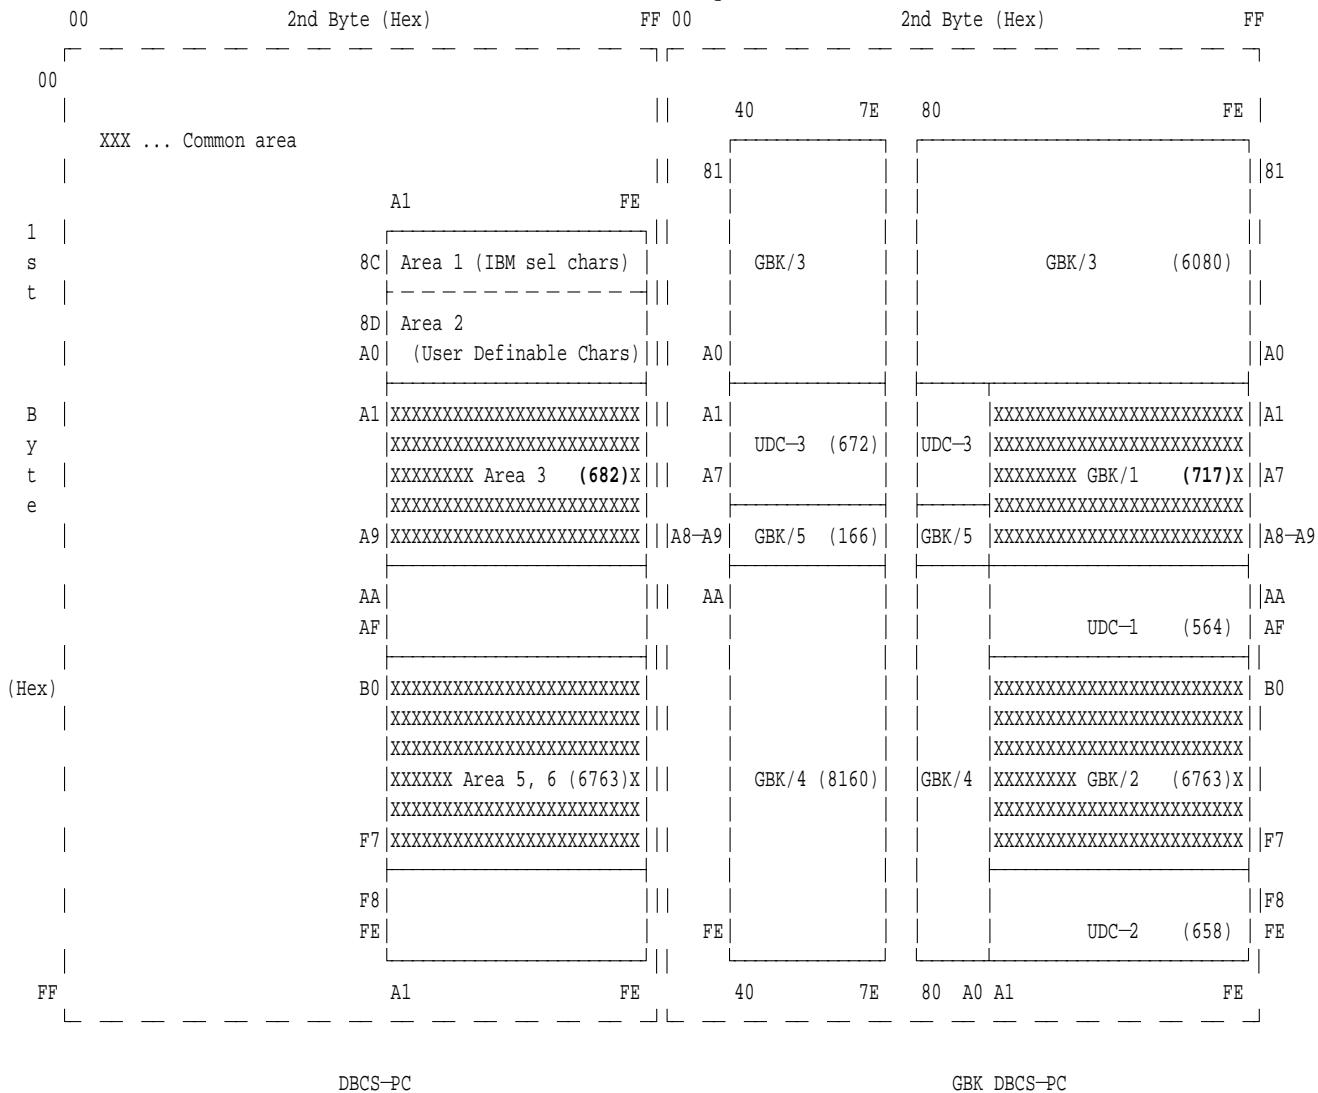 00 2nd Byte (Hex) FF 00 2nd Byte (Hex) FF
00
40 7E 80 FE
XXX ... Common area
81 81
A1 FE
1
s 8C Area 1 (IBM sel chars) GBK/3 GBK/3 (6080)
t
8D Area 2
A0 (User Definable Chars) A0 A0
B A1 XXXXXXXXXXXXXXXXXXXXXXXX A1 XXXXXXXXXXXXXXXXXXXXXXXX A1
y XXXXXXXXXXXXXXXXXXXXXXXX UDC—3 (672) UDC—3 XXXXXXXXXXXXXXXXXXXXXXXX
t XXXXXXXX Area 3 (682)X A7 XXXXXXXX GBK/1 (717)X A7
e XXXXXXXXXXXXXXXXXXXXXXXX XXXXXXXXXXXXXXXXXXXXXXXX
A9 XXXXXXXXXXXXXXXXXXXXXXXX A8—A9 GBK/5 (166) GBK/5 XXXXXXXXXXXXXXXXXXXXXXXX A8—A9
AA AA AA
AF UDC—1 (564) AF
(Hex) B0 XXXXXXXXXXXXXXXXXXXXXXXX XXXXXXXXXXXXXXXXXXXXXXXX B0
XXXXXXXXXXXXXXXXXXXXXXXX XXXXXXXXXXXXXXXXXXXXXXXX
XXXXXXXXXXXXXXXXXXXXXXXX XXXXXXXXXXXXXXXXXXXXXXXX
XXXXXX Area 5, 6 (6763)X GBK/4 (8160) GBK/4 XXXXXXXX GBK/2 (6763)X
XXXXXXXXXXXXXXXXXXXXXXXX XXXXXXXXXXXXXXXXXXXXXXXX
F7 XXXXXXXXXXXXXXXXXXXXXXXX XXXXXXXXXXXXXXXXXXXXXXXX F7
F8 F8
FE FE UDC—2 (658) FE
FF A1 FE 40 7E 80 A0 A1 FE
DBCS—PC GBK DBCS—PC